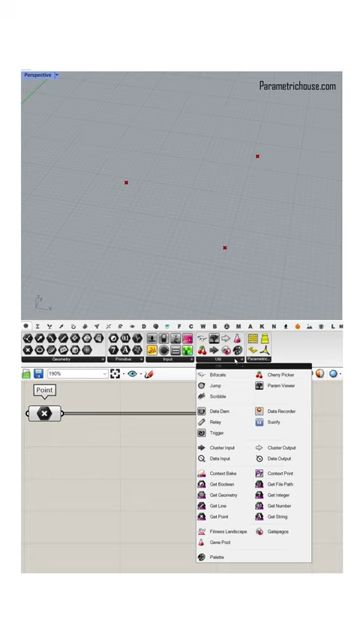 Perspective
Parametrichouse.com
y
x
D
C
W
B
F
K
M
Geometry
Primitive
Input
Util
Parametric
190%
Util
Point
Bifocals
Cherry Picker
Jump
Param Viewer
Scribble
Data Dam
Data Recorder
Relay
Suirify
Trigger
Cluster Input
Cluster Output
Data Input
Data Output
Context Bake
Context Print
Get Boolean
Get File Path
Get Geometry
Get Integer
Get Line
Get Number
Get Point
Get String
Fitness Landscape
Galapagos
Gene Pool
Palette